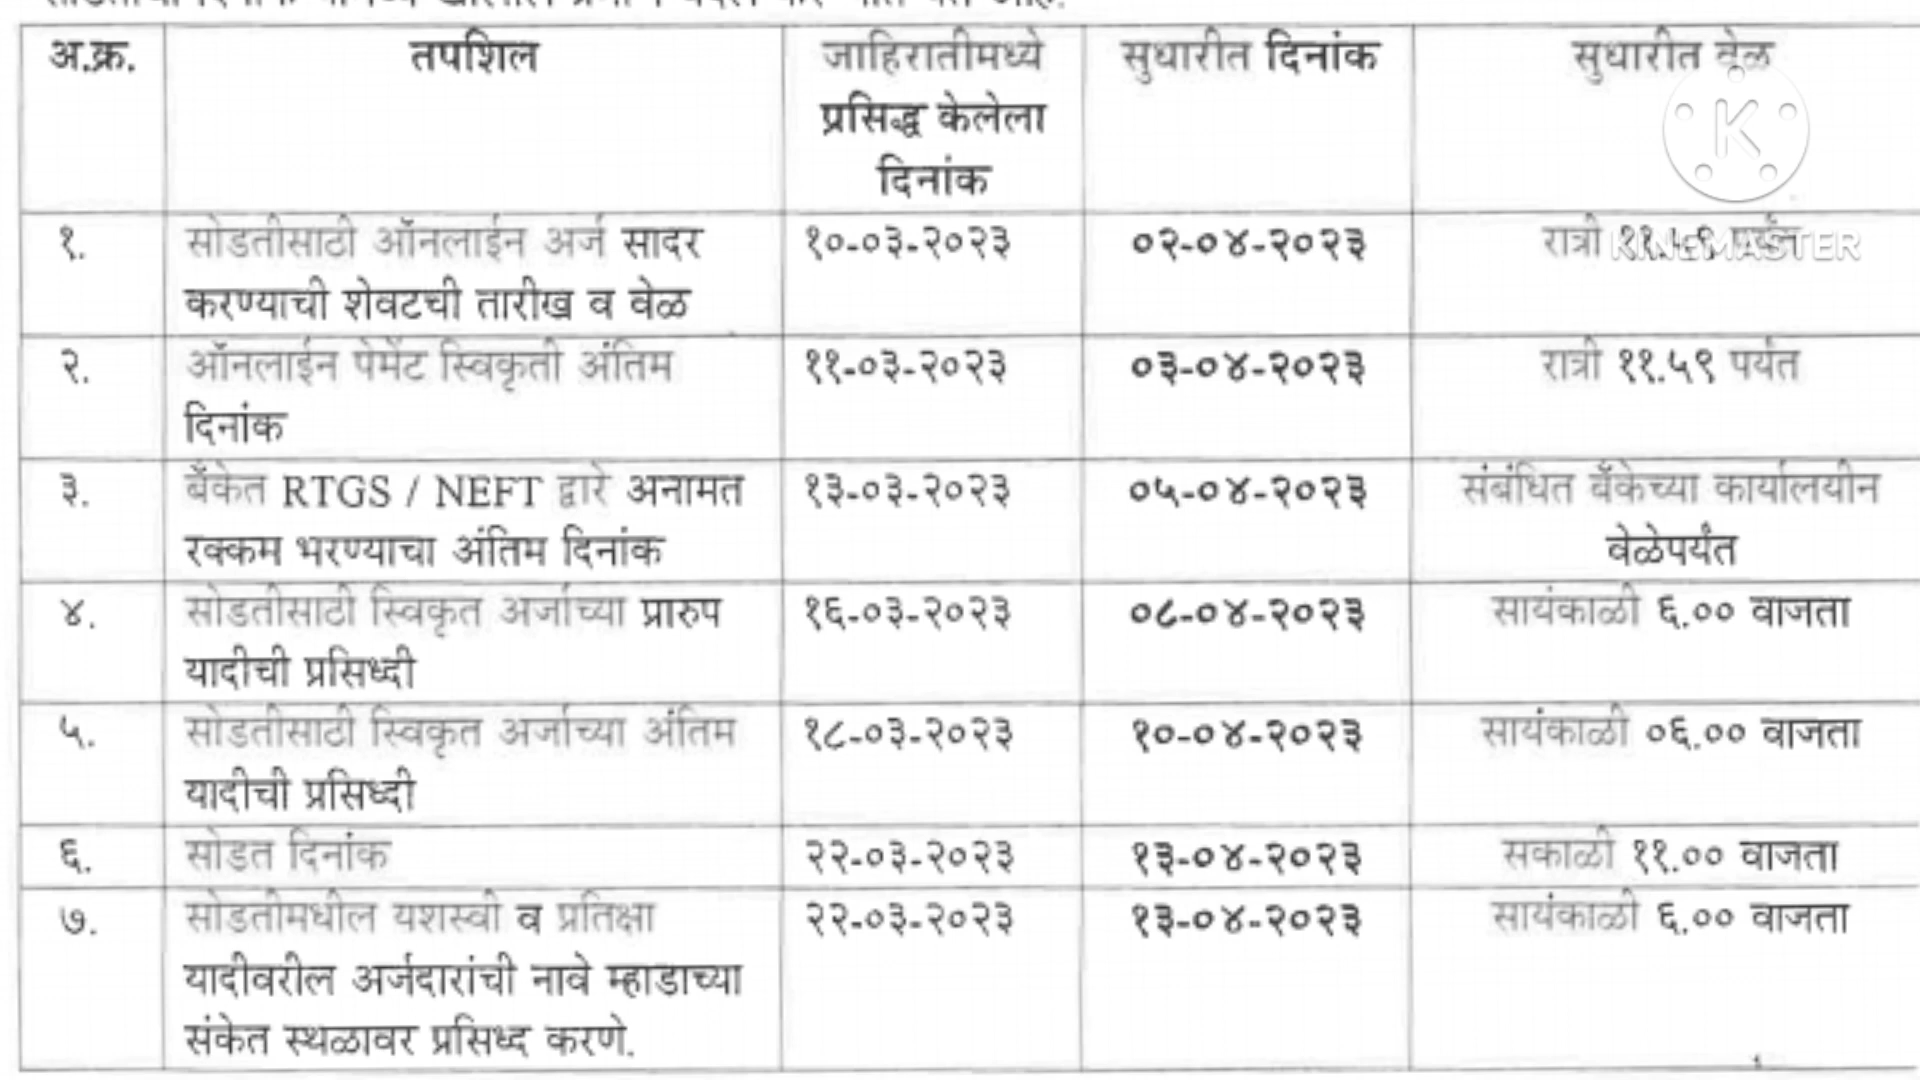 अ.क्र. तपशिल जाहिरातीमध्ये सुधारीत दिनांक सुधारीत वेळ
प्रसिद्ध केलेला
दिनांक
१. सोडतीसाठी ऑनलाईन अर्ज सादर १०-०३-२०२३ ०२-०४-२०२३ रात्री ११.५९ पर्यंत
KINEMASTER
करण्याची शेवटची तारीख व वेळ
२. ऑनलाईन पेमेंट स्विकृती अंतिम ११-०३-२०२३ ०३-०४-२०२३ रात्री ११.५९ पर्यंत
दिनांक
३. बँकेत RTGS / NEFT द्वारे अनामत १३-०३-२०२३ ०५-०४-२०२३ संबंधित बँकेच्या कार्यालयीन
रक्कम भरण्याचा अंतिम दिनांक वेळेपर्यंत
४. सोडतीसाठी स्विकृत अर्जाच्या प्रारुप १६-०३-२०२३ ०८-०४-२०२३ सायंकाळी ६.०० वाजता
यादीची प्रसिध्दी
५. सोडतीसाठी स्विकृत अर्जाच्या अंतिम १८-०३-२०२३ १०-०४-२०२३ सायंकाळी ०६.०० वाजता
यादीची प्रसिध्दी
६. सोडत दिनांक २२-०३-२०२३ १३-०४-२०२३ सकाळी ११.०० वाजता
७. सोडतीमधील यशस्वी व प्रतिक्षा २२-०३-२०२३ १३-०४-२०२३ सायंकाळी ६.०० वाजता
यादीवरील अर्जदारांची नावे म्हाडाच्या
संकेत स्थळावर प्रसिध्द करणे.